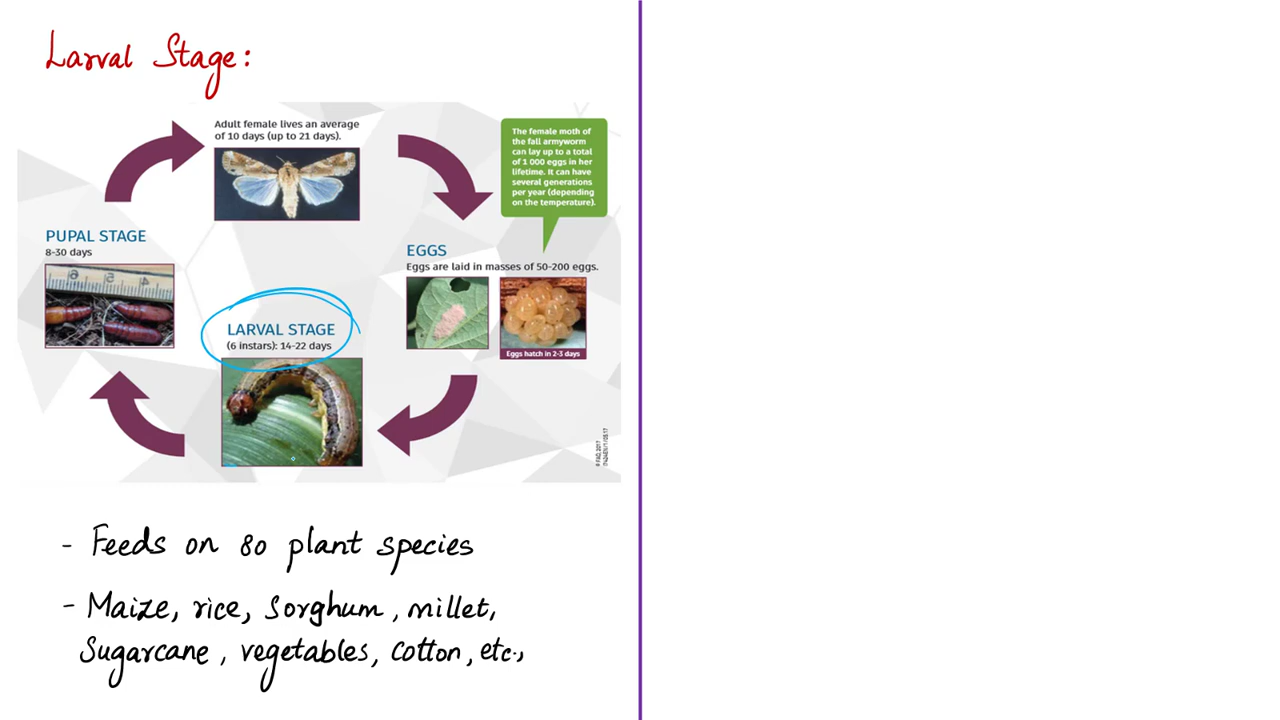 Larval Stage:
Adult female lives an average
of 10 days (up to 21 days).
The female moth of
the fall armyworm
can lay up to a total
of 1 000 eggs in her
lifetime. It can have
several generations
per year (depending
on the temperature).
PUPAL STAGE
8-30 days
EGGS
Eggs are laid in masses of 50-200 eggs.
Eggs hatch in 2-3 days
LARVAL STAGE
(6 instars): 14-22 days
© FAO, 2017
- Feeds on 80 plant species
- Maize, rice, Sorghum, millet,
Sugarcane, vegetables, cotton, etc.,